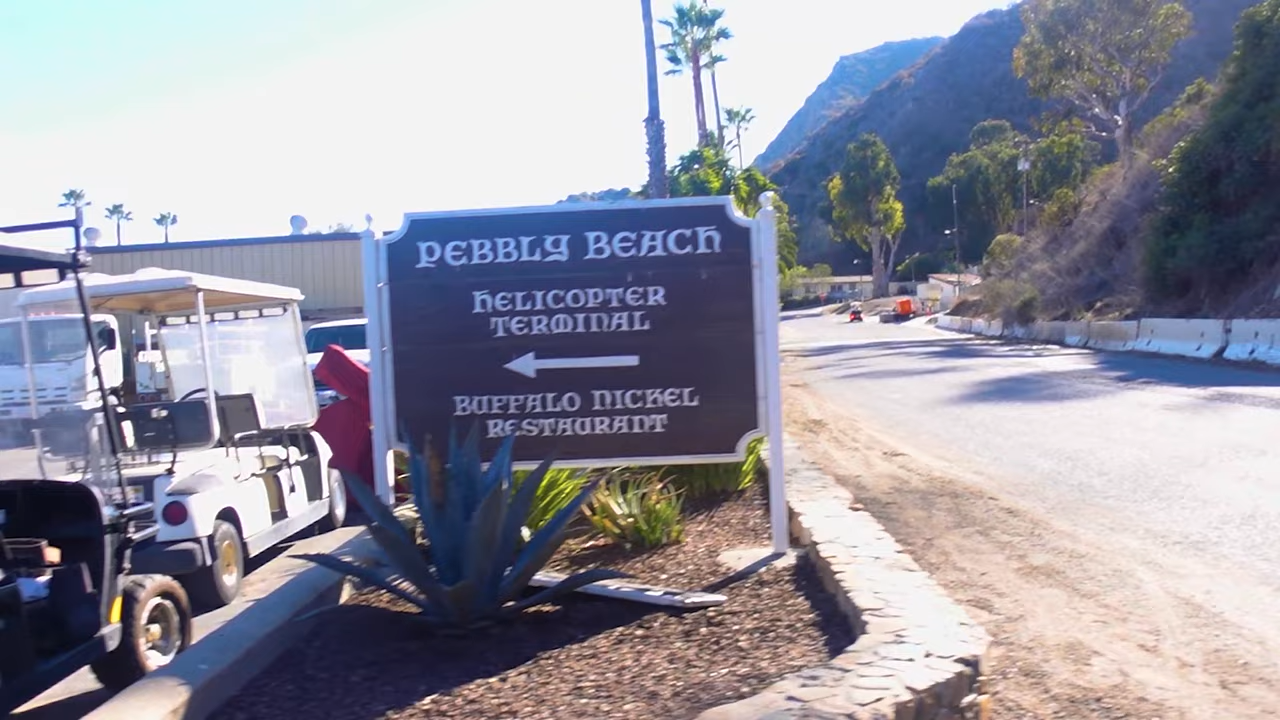 PEBBLY BEACH
HELICOPTER
TERMINAL
BUFFALO NICKEL
RESTAURANT